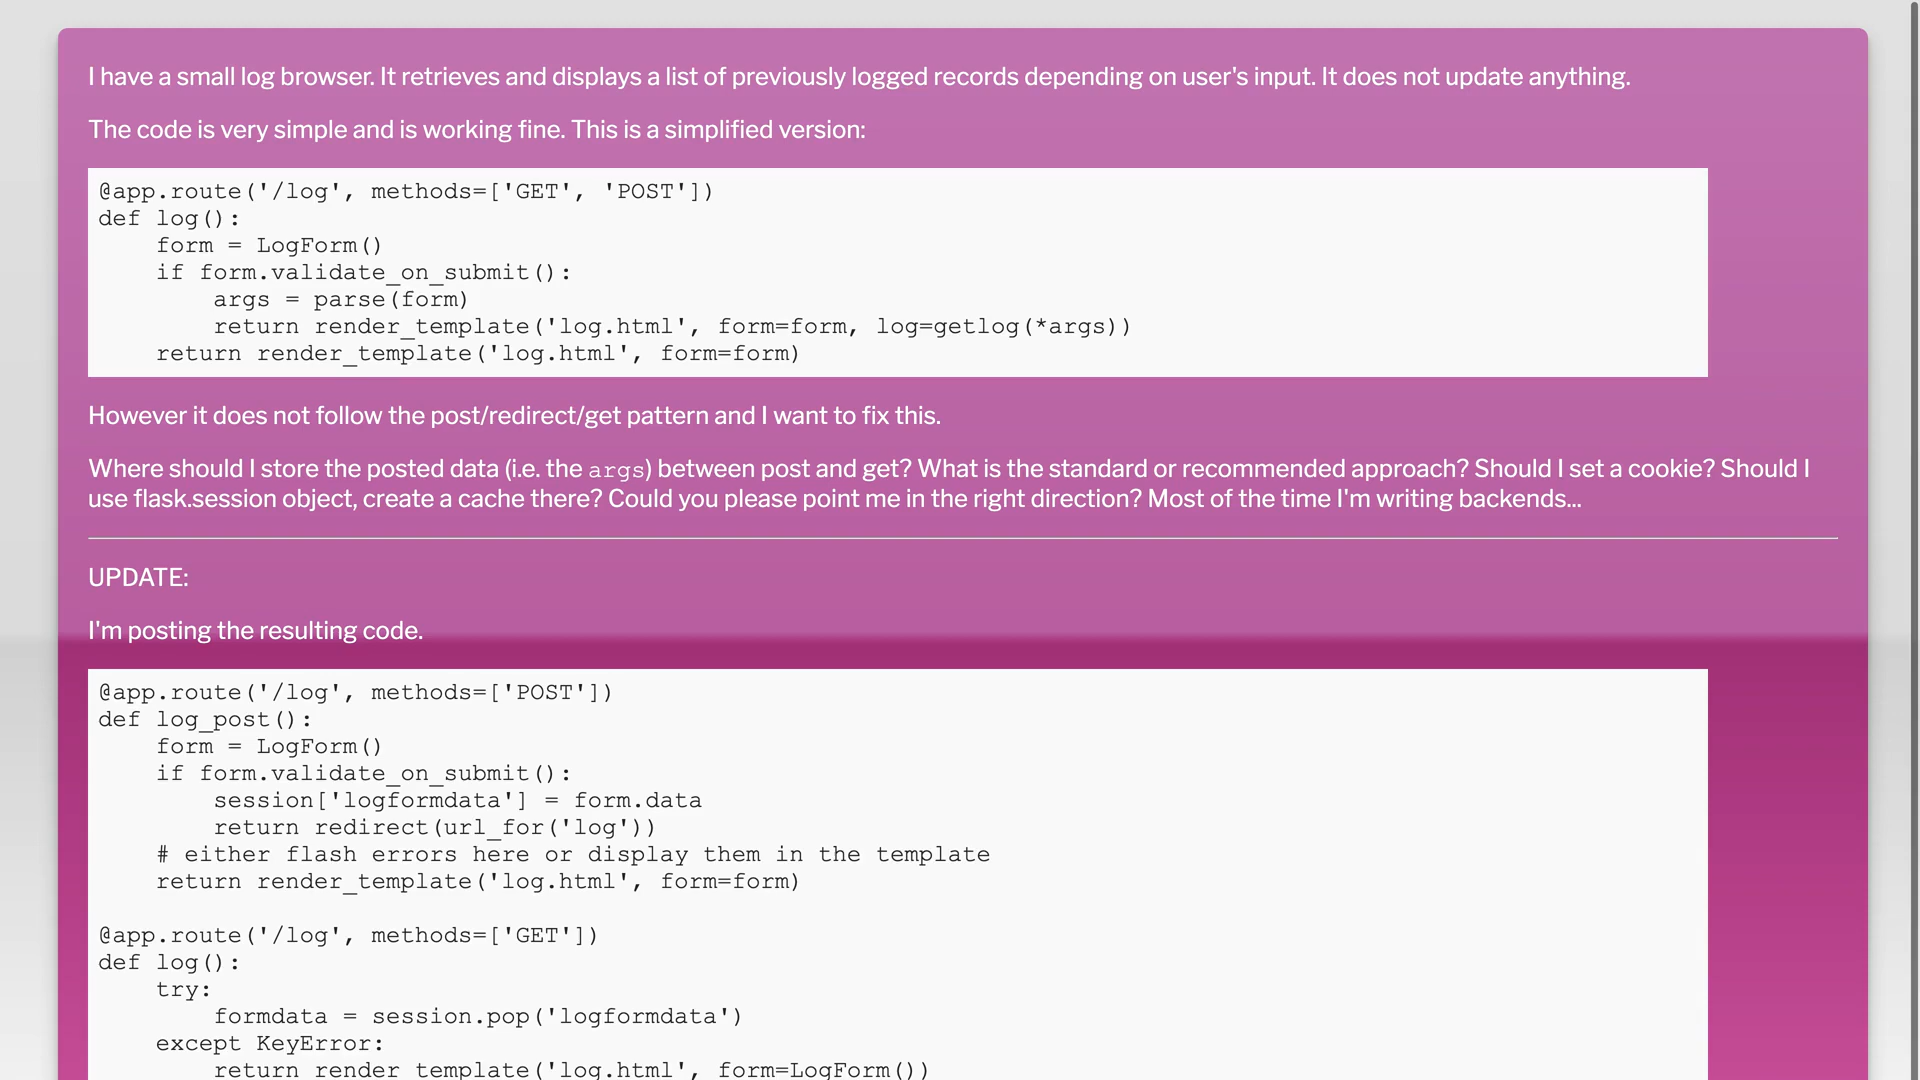 I have a small log browser. It retrieves and displays a list of previously logged records depending on user's input. It does not update anything.
The code is very simple and is working fine. This is a simplified version:
@app.route('/log', methods=['GET', 'POST'])
def log():
    form = LogForm()
    if form.validate_on_submit():
        args = parse(form)
        return render_template('log.html', form=form, log=getlog(*args))
    return render_template('log.html', form=form)
However it does not follow the post/redirect/get pattern and I want to fix this.
Where should I store the posted data (i.e. the args) between post and get? What is the standard or recommended approach? Should I set a cookie? Should I
use flask.session object, create a cache there? Could you please point me in the right direction? Most of the time I'm writing backends...
UPDATE:
I'm posting the resulting code.
@app.route('/log', methods=['POST'])
def log_post():
    form = LogForm()
    if form.validate_on_submit():
        session['logformdata'] = form.data
        return redirect(url_for('log'))
    # either flash errors here or display them in the template
    return render_template('log.html', form=form)
@app.route('/log', methods=['GET'])
def log():
    try:
        formdata = session.pop('logformdata')
    except KeyError:
        return render_template('log.html', form=LogForm())